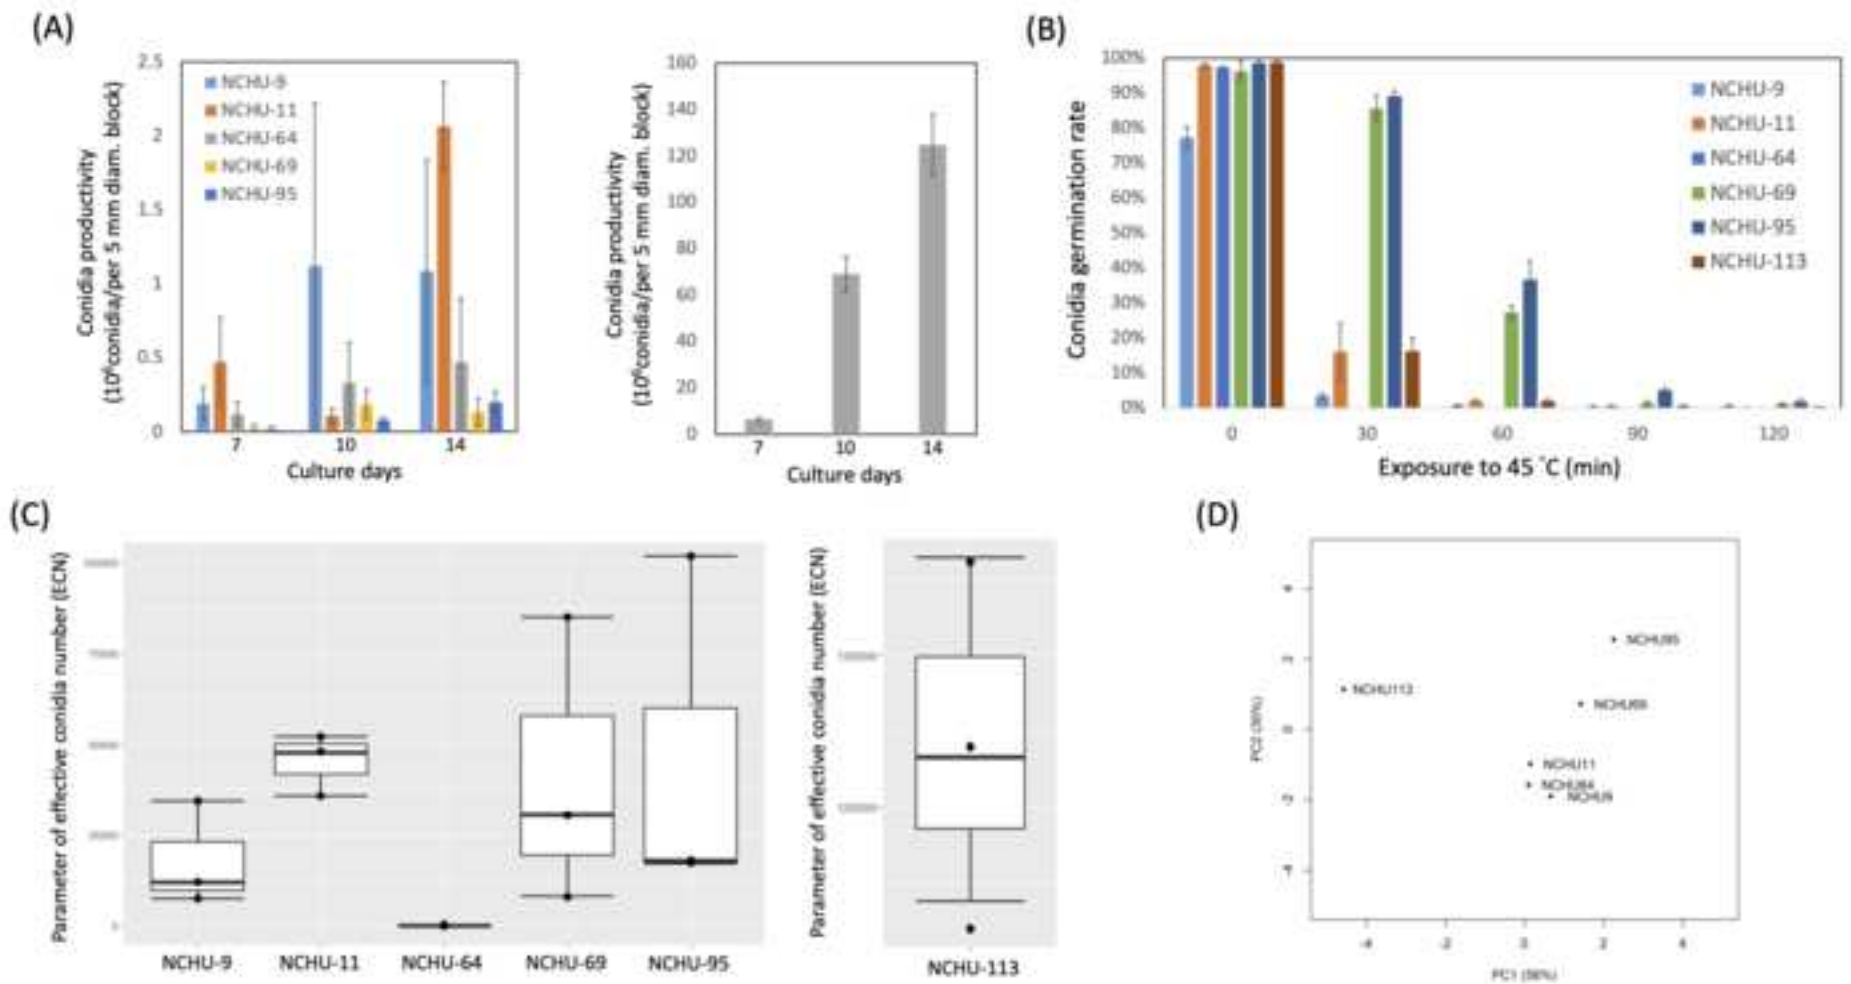 (A)
2.5
2
1.5
1
0.5
0
NCHU-9
NCHU-11
NCHU-64
NCHU-69
NCHU-95
Conidia productivity
(10⁶conidia/per 5 mm diam. block)
7 10 14
Culture days
160
140
120
100
80
60
40
20
0
Conidia productivity
(10⁶conidia/per 5 mm diam. block)
7 10 14
Culture days
(B)
100%
90%
80%
70%
60%
50%
40%
30%
20%
10%
0%
Conidia germination rate
NCHU-9
NCHU-11
NCHU-64
NCHU-69
NCHU-95
NCHU-113
0 30 60 90 120
Exposure to 45 ˚C (min)
(C)
Parameter of effective conidia number (ECN)
NCHU-9 NCHU-11 NCHU-64 NCHU-69 NCHU-95
Parameter of effective conidia number (ECN)
NCHU-113
(D)
NCHU95
NCHU113
NCHU69
NCHU11
NCHU64
NCHU9
-4 -2 0 2 4